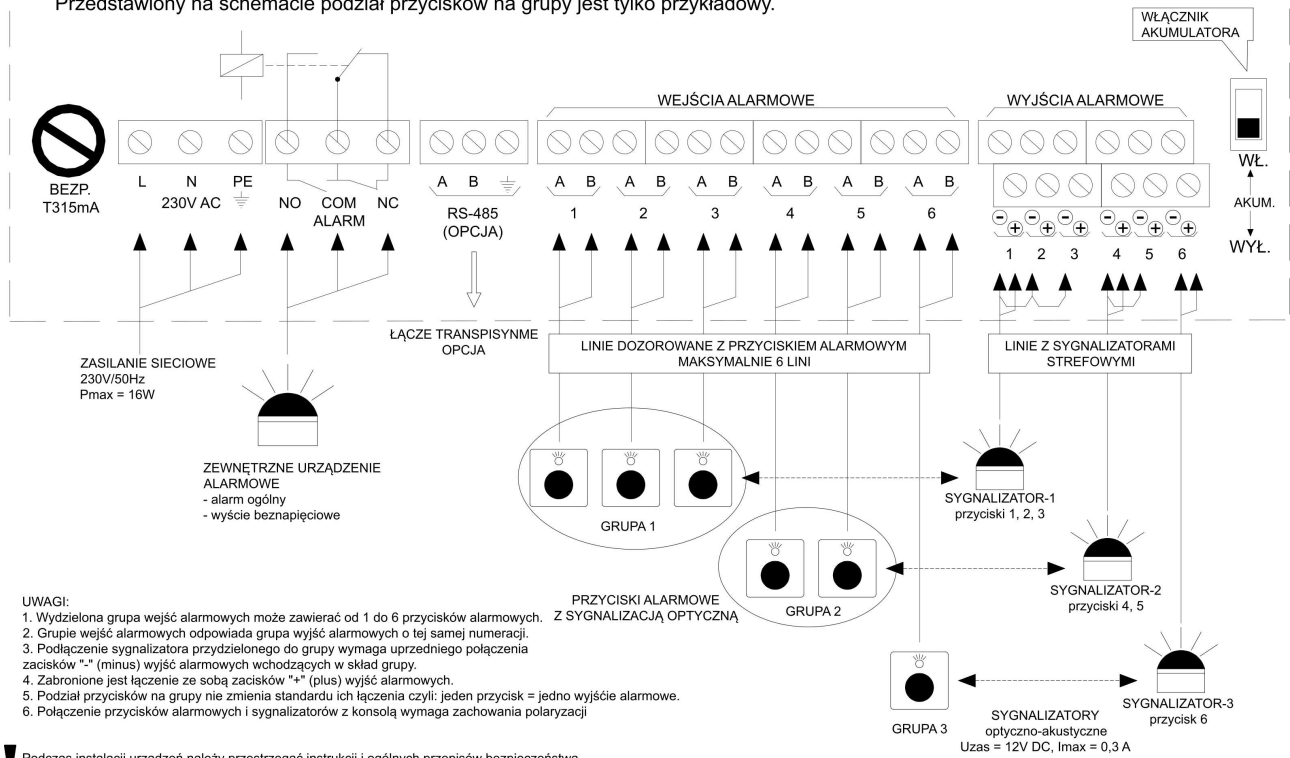 Przedstawiony na schemacie podział przycisków na grupy jest tylko przykładowy.
WŁĄCZNIK
AKUMULATORA
WEJŚCIA ALARMOWE
WYJŚCIA ALARMOWE
BEZP.
T315mA
L N PE
230V AC
NO COM NC
ALARM
A B
RS-485
(OPCJA)
A B A B A B A B A B A B
1 2 3 4 5 6
- + - + - + - + - + - +
1 2 3 4 5 6
WŁ.
AKUM.
WYŁ.
ZASILANIE SIECIOWE
230V/50Hz
Pmax = 16W
ŁĄCZE TRANSPISYNME
OPCJA
LINIE DOZOROWANE Z PRZYCISKIEM ALARMOWYM
MAKSYMALNIE 6 LINI
LINIE Z SYGNALIZATORAMI
STREFOWYMI
ZEWNĘTRZNE URZĄDZENIE
ALARMOWE
- alarm ogólny
- wyście beznapięciowe
GRUPA 1
SYGNALIZATOR-1
przyciski 1, 2, 3
PRZYCISKI ALARMOWE
Z SYGNALIZACJĄ OPTYCZNĄ
GRUPA 2
SYGNALIZATOR-2
przyciski 4, 5
GRUPA 3
SYGNALIZATORY
optyczno-akustyczne
Uzas = 12V DC, Imax = 0,3 A
SYGNALIZATOR-3
przycisk 6
UWAGI:
1. Wydzielona grupa wejść alarmowych może zawierać od 1 do 6 przycisków alarmowych.
2. Grupie wejść alarmowych odpowiada grupa wyjść alarmowych o tej samej numeracji.
3. Podłączenie sygnalizatora przydzielonego do grupy wymaga uprzedniego połączenia
zacisków "-" (minus) wyjść alarmowych wchodzących w skład grupy.
4. Zabronione jest łączenie ze sobą zacisków "+" (plus) wyjść alarmowych.
5. Podział przycisków na grupy nie zmienia standardu ich łączenia czyli: jeden przycisk = jedno wyjśćie alarmowe.
6. Połączenie przycisków alarmowych i sygnalizatorów z konsolą wymaga zachowania polaryzacji
Podczas instalacji urządzeń należy przestrzegać instrukcji i ogólnych przepisów bezpieczeństwa